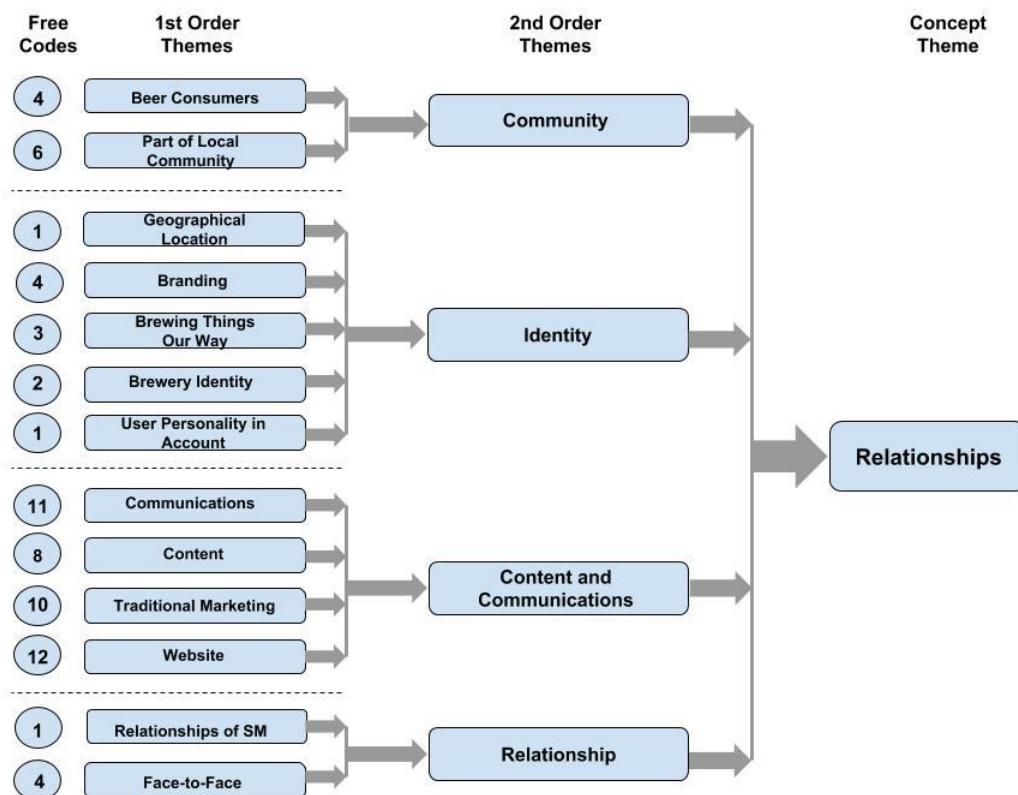 Free Codes
1st Order Themes
2nd Order Themes
Concept Theme
4
Beer Consumers
6
Part of Local
Community
Community
1
Geographical
Location
4
Branding
3
Brewing Things
Our Way
2
Brewery Identity
1
User Personality in
Account
Identity
Relationships
11
Communications
8
Content
10
Traditional Marketing
12
Website
Content and
Communications
1
Relationships of SM
4
Face-to-Face
Relationship